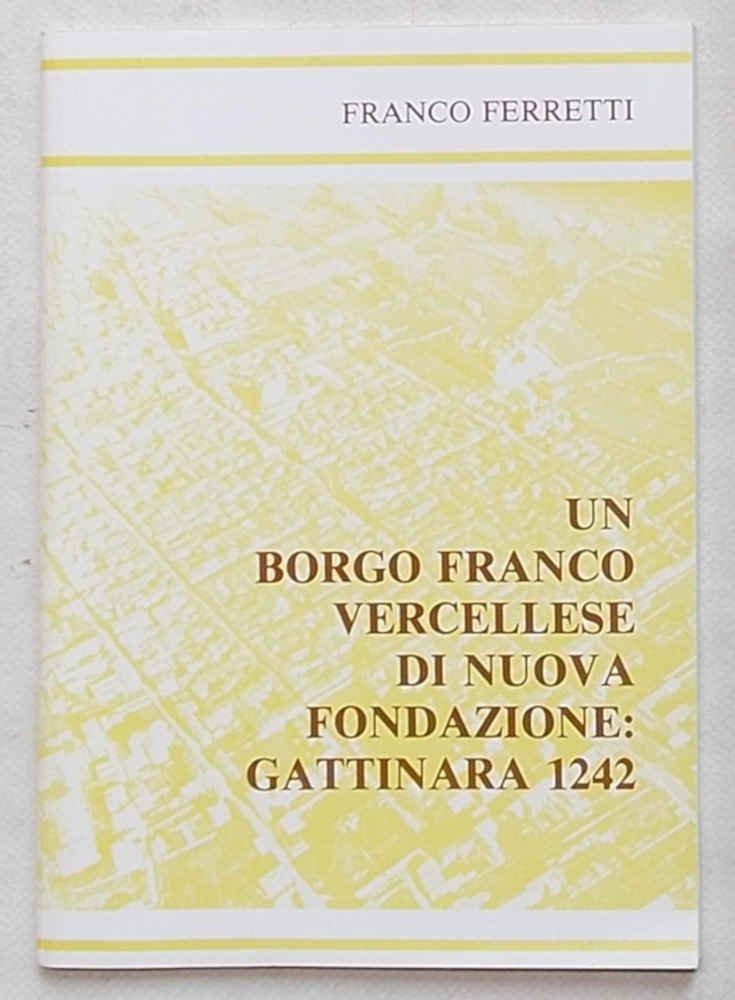 FRANCO FERRETTI
UN
BORGO FRANCO
VERCELLESE
DI NUOVA
FONDAZIONE:
GATTINARA 1242